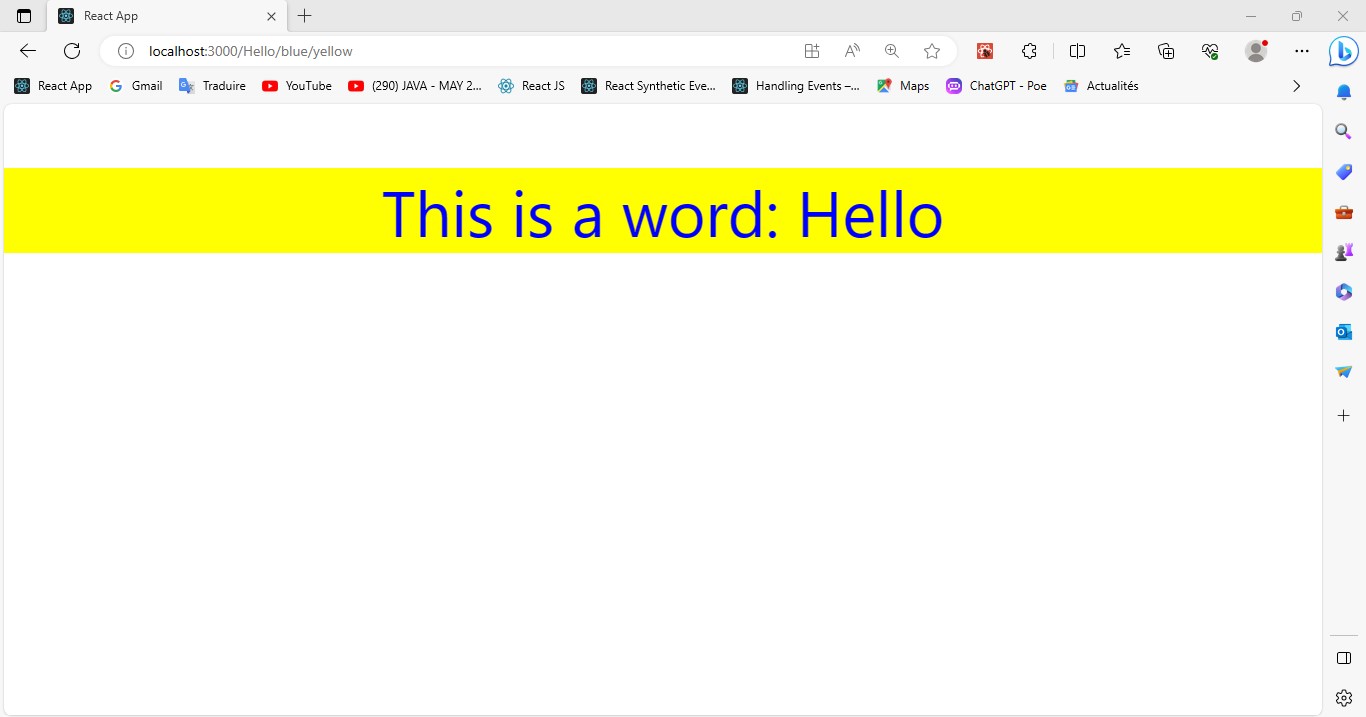 React App
localhost:3000/Hello/blue/yellow
React App Gmail Traduire YouTube (290) JAVA - MAY 2... React JS React Synthetic Eve... Handling Events –... Maps ChatGPT - Poe Actualités
This is a word: Hello